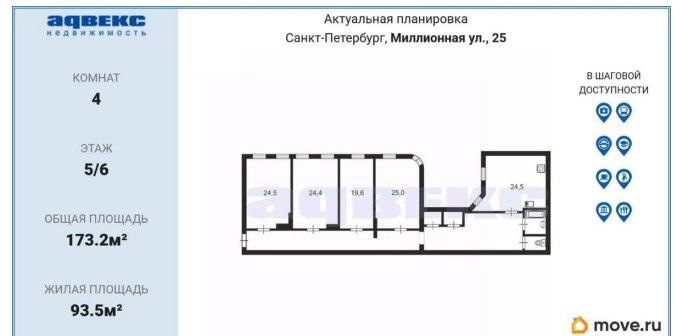 адвекс
недвижимость
Актуальная планировка
Санкт-Петербург, Миллионная ул., 25
КОМНАТ
4
ЭТАЖ
5/6
ОБЩАЯ ПЛОЩАДЬ
173.2м²
ЖИЛАЯ ПЛОЩАДЬ
93.5м²
24,5
24,4
19,6
25,0
24,5
адвекс
В ШАГОВОЙ
ДОСТУПНОСТИ
move.ru